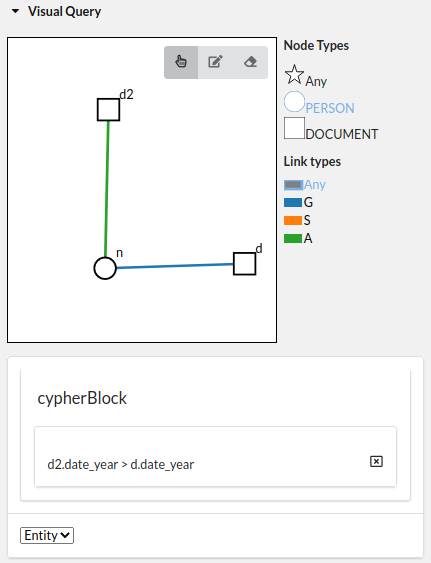 Visual Query
Node Types
Any
PERSON
DOCUMENT
Link types
Any
G
S
A
d2
n
d
cypherBlock
d2.date_year > d.date_year
Entity